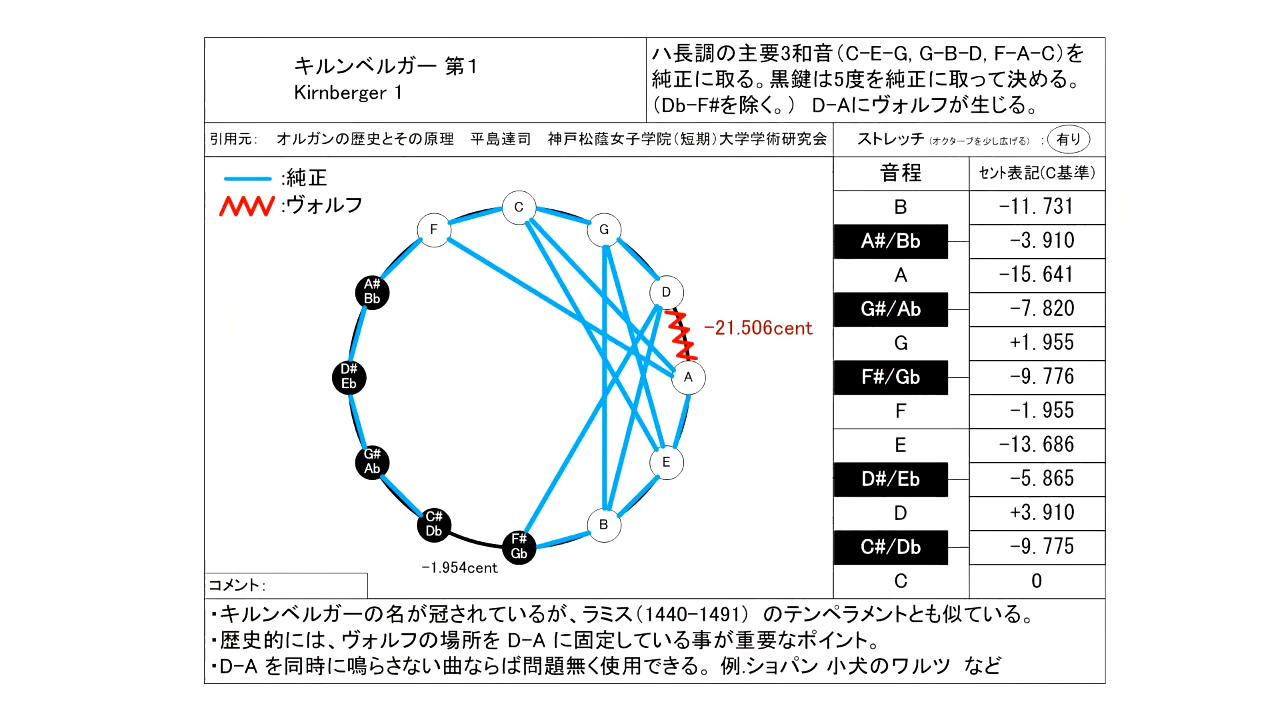 キルンベルガー 第1
Kirnberger 1
ハ長調の主要3和音(C-E-G, G-B-D, F-A-C)を
純正に取る。黒鍵は5度を純正に取って決める。
(Db-F#を除く。) D-Aにヴォルフが生じる。
引用元: オルガンの歴史とその原理 平島達司 神戸松蔭女子学院(短期)大学学術研究会
ストレッチ(オクターブを少し広げる) : 有り
:純正
:ヴォルフ
C
F
G
A#
Bb
D
-21.506cent
D#
Eb
A
G#
Ab
E
C#
Db
B
F#
Gb
-1.954cent
音程 セント表記(C基準)
B -11.731
A#/Bb -3.910
A -15.641
G#/Ab -7.820
G +1.955
F#/Gb -9.776
F -1.955
E -13.686
D#/Eb -5.865
D +3.910
C#/Db -9.775
C 0
コメント:
・キルンベルガーの名が冠されているが、ラミス(1440-1491) のテンペラメントとも似ている。
・歴史的には、ヴォルフの場所を D-A に固定している事が重要なポイント。
・D-A を同時に鳴らさない曲ならば問題無く使用できる。例.ショパン 小犬のワルツ など